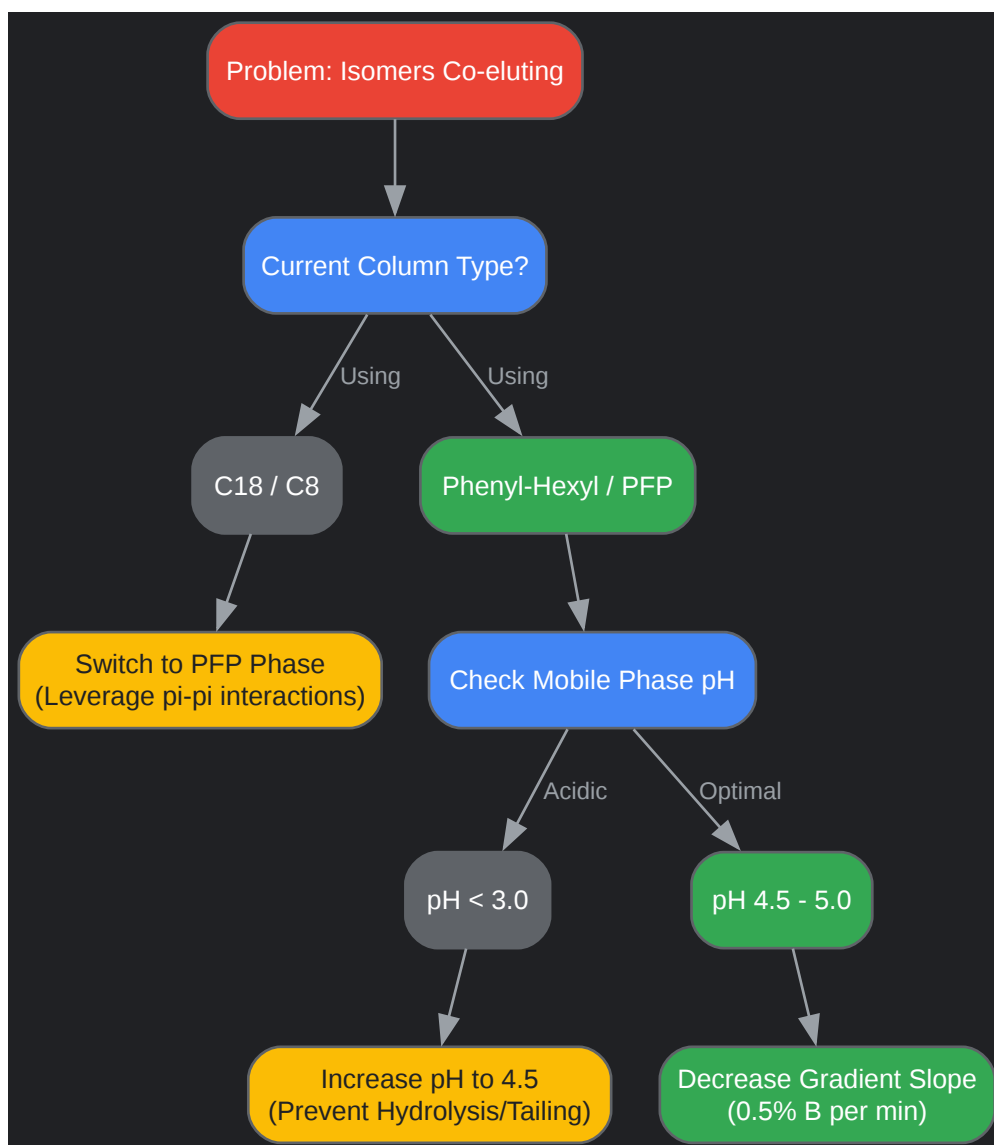 Problem: Isomers Co-eluting
Current Column Type?
Using
Using
C18 / C8
Phenyl-Hexyl / PFP
Switch to PFP Phase
(Leverage pi-pi interactions)
Check Mobile Phase pH
Acidic
Optimal
pH < 3.0
pH 4.5 - 5.0
Increase pH to 4.5
(Prevent Hydrolysis/Tailing)
Decrease Gradient Slope
(0.5% B per min)